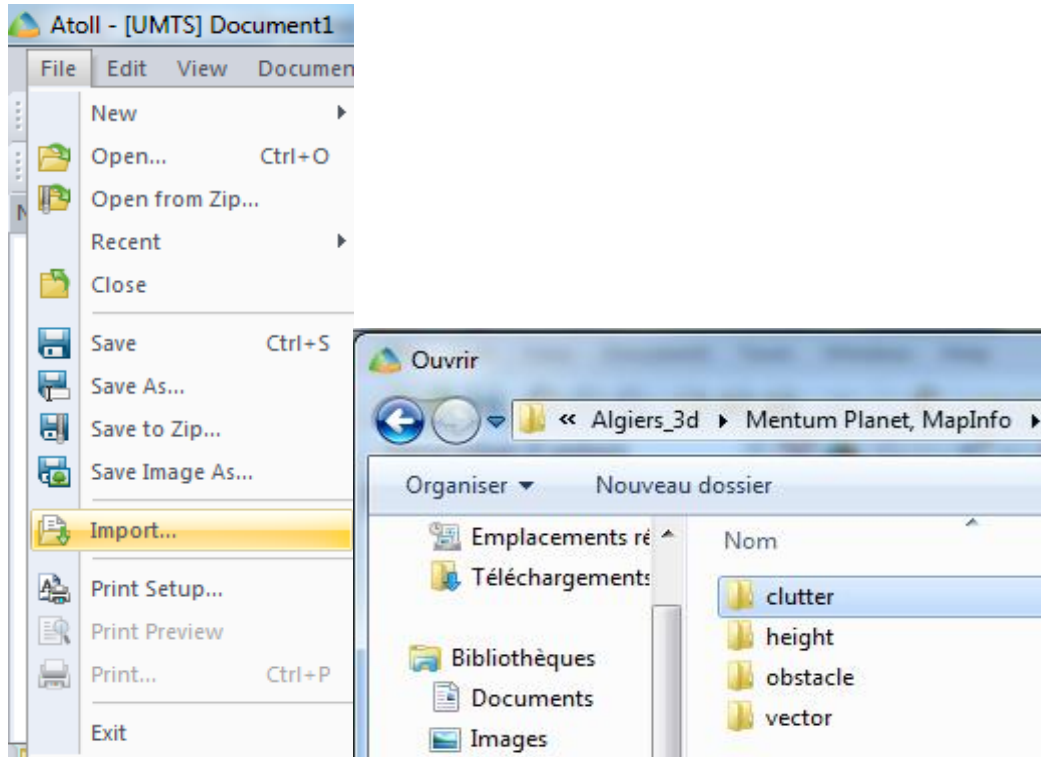 Atoll - [UMTS] Document1
File Edit View Documen
New
Open... Ctrl+O
Open from Zip...
Recent
Close
Save Ctrl+S
Save As...
Save to Zip...
Save Image As...
Import...
Print Setup...
Print Preview
Print... Ctrl+P
Exit
Ouvrir
« Algiers_3d Mentum Planet, MapInfo
Organiser Nouveau dossier
Emplacements ré
Téléchargements
Bibliothèques
Documents
Images
Nom
clutter
height
obstacle
vector